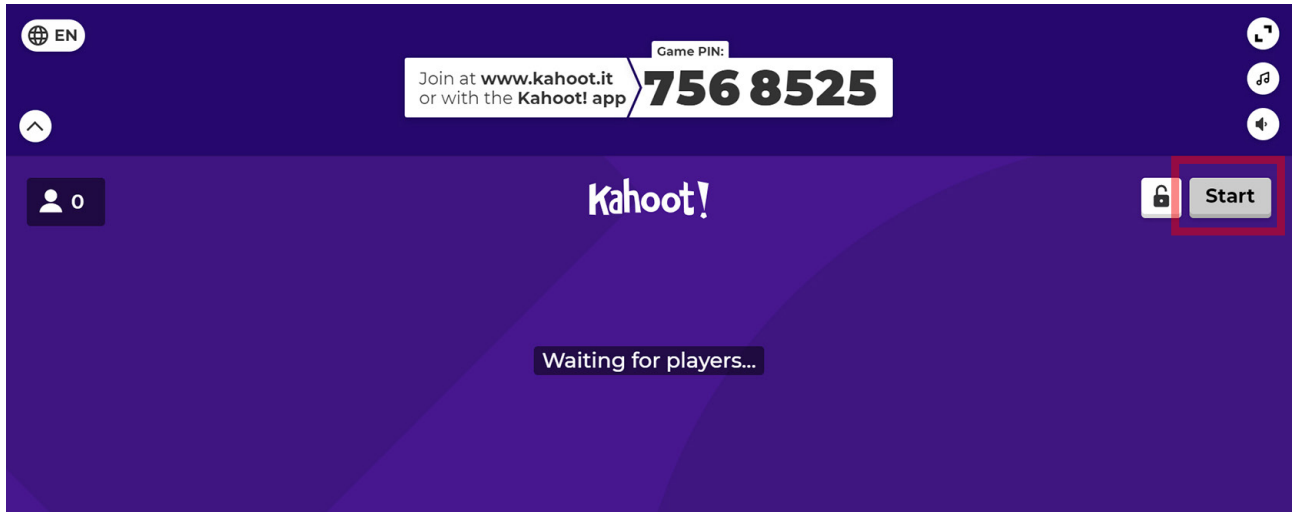 EN
Game PIN:
Join at www.kahoot.it
or with the Kahoot! app
756 8525
0
Kahoot!
Start
Waiting for players...